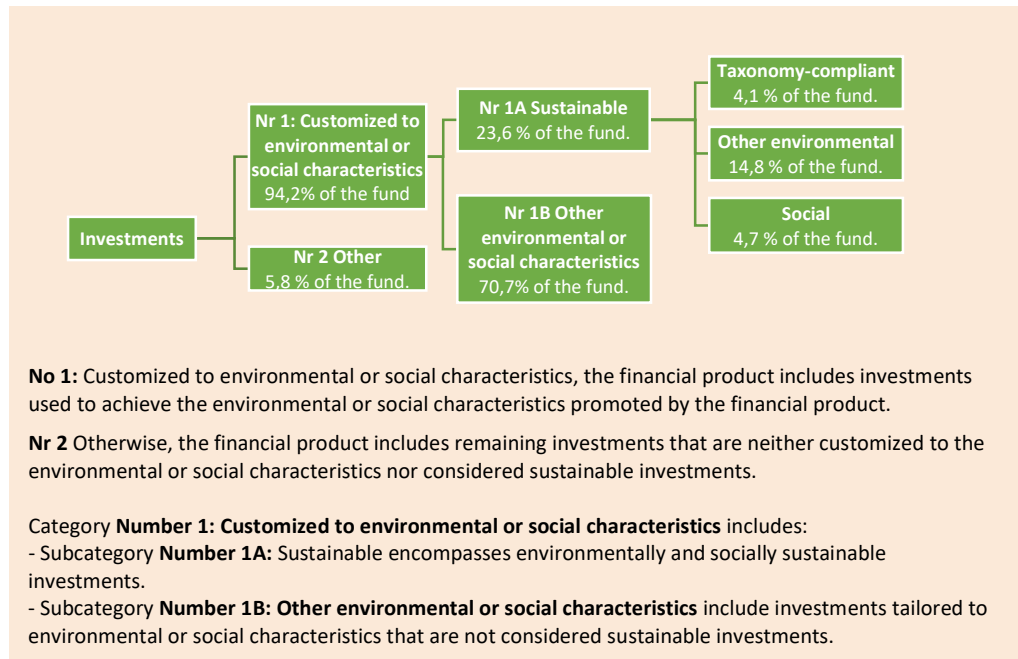 Investments
Nr 1: Customized to
environmental or
social characteristics
94,2% of the fund
Nr 2 Other
5,8 % of the fund.
Nr 1A Sustainable
23,6 % of the fund.
Nr 1B Other
environmental or
social characteristics
70,7% of the fund.
Taxonomy-compliant
4,1 % of the fund.
Other environmental
14,8 % of the fund.
Social
4,7 % of the fund.
No 1: Customized to environmental or social characteristics, the financial product includes investments
used to achieve the environmental or social characteristics promoted by the financial product.
Nr 2 Otherwise, the financial product includes remaining investments that are neither customized to the
environmental or social characteristics nor considered sustainable investments.
Category Number 1: Customized to environmental or social characteristics includes:
- Subcategory Number 1A: Sustainable encompasses environmentally and socially sustainable
investments.
- Subcategory Number 1B: Other environmental or social characteristics include investments tailored to
environmental or social characteristics that are not considered sustainable investments.